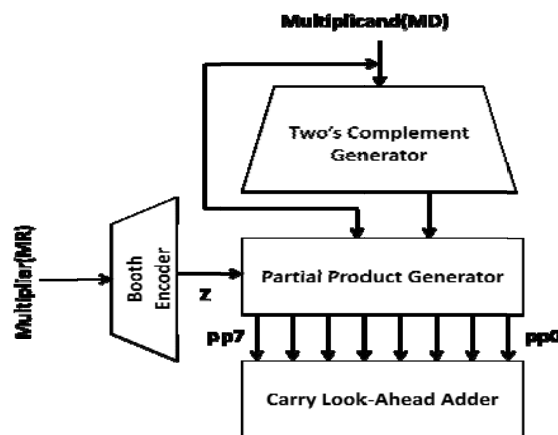 Multiplicand(MD)
Two's Complement
Generator
Multiplier(MR)
Booth
Encoder
Z
Partial Product Generator
pp7
pp0
Carry Look-Ahead Adder